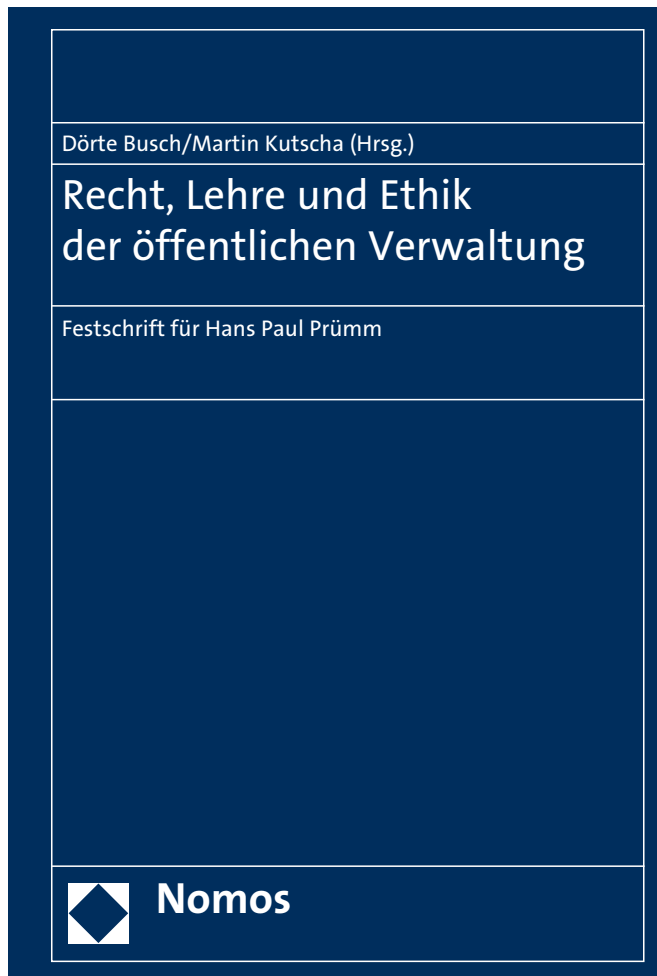 Dörte Busch/Martin Kutscha (Hrsg.)
Recht, Lehre und Ethik
der öffentlichen Verwaltung
Festschrift für Hans Paul Prümm
Nomos